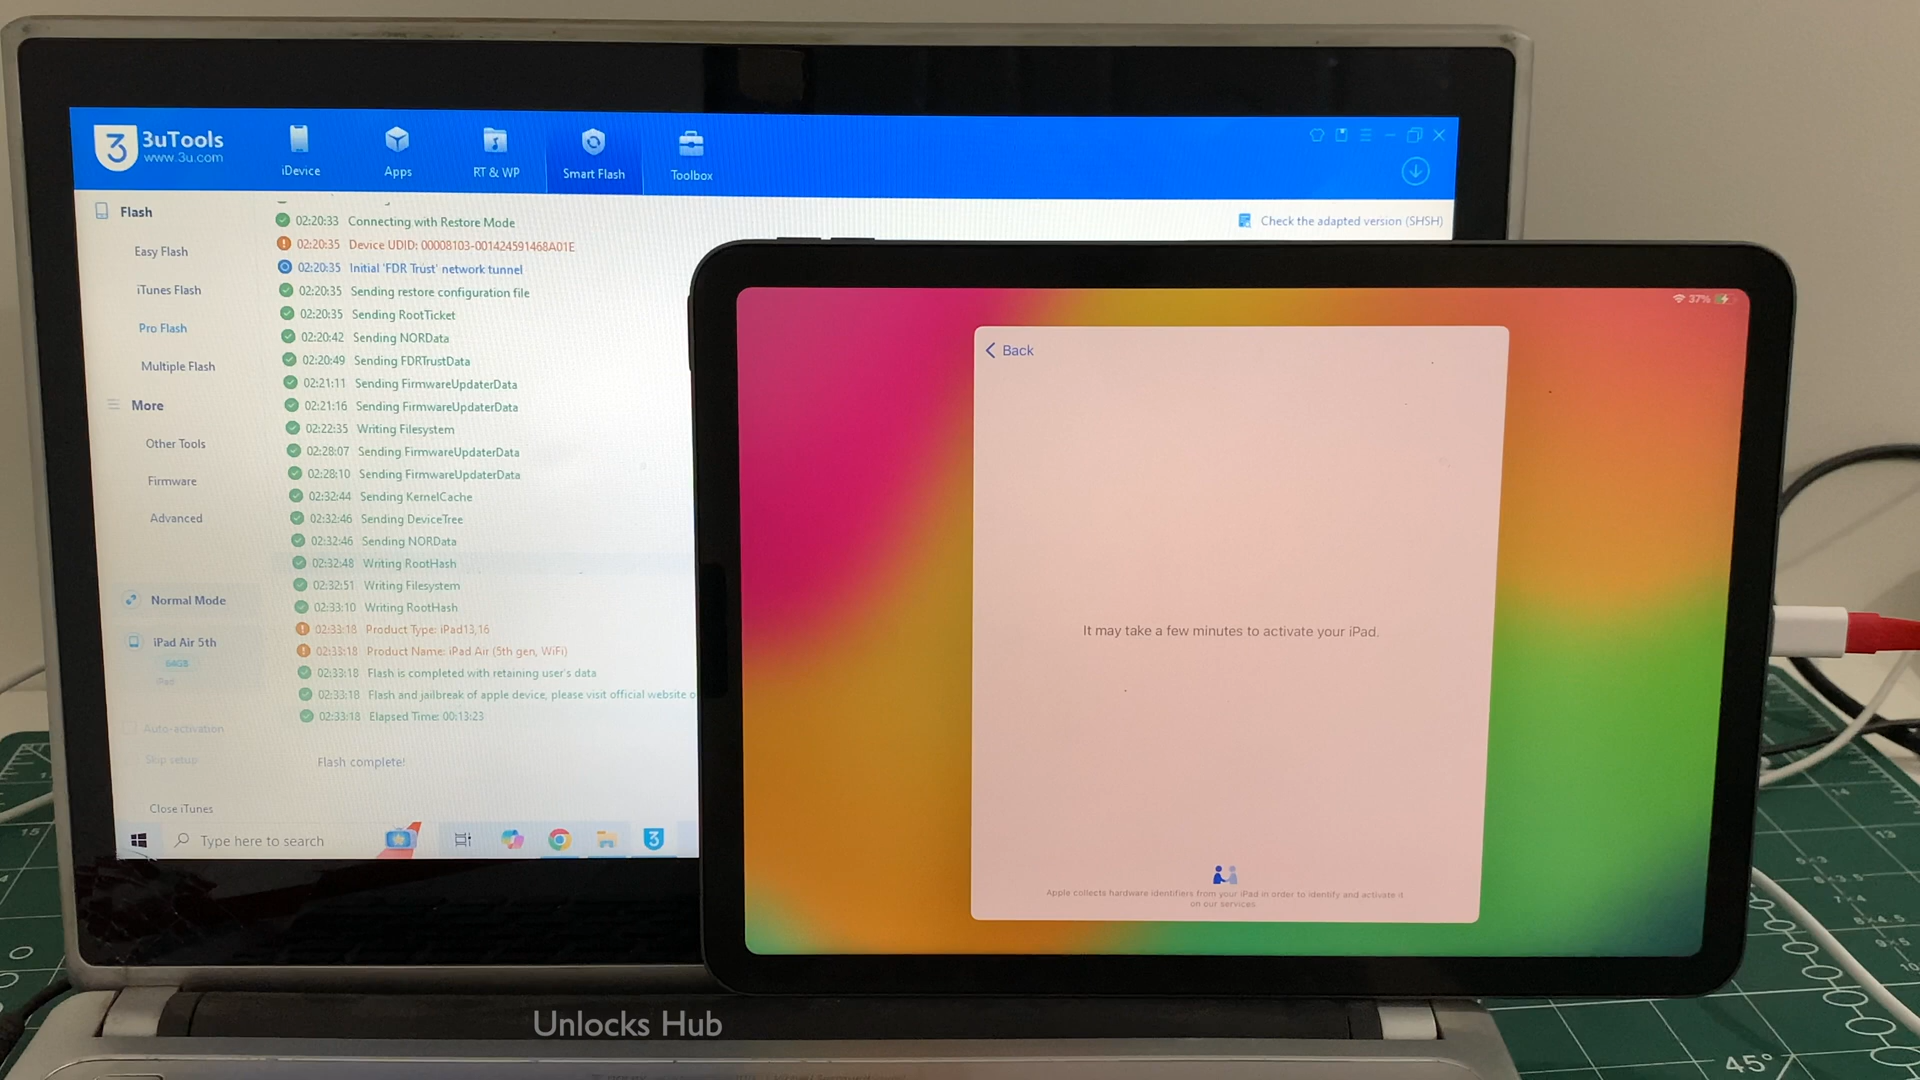 3uTools
www.3u.com
iDevice
Apps
RT & WP
Smart Flash
Toolbox
Flash
Easy Flash
iTunes Flash
Pro Flash
Multiple Flash
More
Other Tools
Firmware
Advanced
Normal Mode
iPad Air 5th
64GB
iPad
Auto-activation
Skip setup
Close iTunes
Check the adapted version (SHSH)
02:20:33 Connecting with Restore Mode
02:20:35 Device UDID: 00008103-001424591468A01E
02:20:35 Initial 'FDR Trust' network tunnel
02:20:35 Sending restore configuration file
02:20:35 Sending RootTicket
02:20:42 Sending NORData
02:20:49 Sending FDRTrustData
02:21:11 Sending FirmwareUpdaterData
02:21:16 Sending FirmwareUpdaterData
02:22:35 Writing Filesystem
02:28:07 Sending FirmwareUpdaterData
02:28:10 Sending FirmwareUpdaterData
02:32:44 Sending KernelCache
02:32:46 Sending DeviceTree
02:32:46 Sending NORData
02:32:48 Writing RootHash
02:32:51 Writing Filesystem
02:33:10 Writing RootHash
02:33:18 Product Type: iPad13,16
02:33:18 Product Name: iPad Air (5th gen, WiFi)
02:33:18 Flash is completed with retaining user's data
02:33:18 Flash and jailbreak of apple device, please visit official website o
02:33:18 Elapsed Time: 00:13:23
Flash complete!
Type here to search
37%
Back
It may take a few minutes to activate your iPad.
Apple collects hardware identifiers from your iPad in order to identify and activate it
on our services
Unlocks Hub
15
14
13
45°